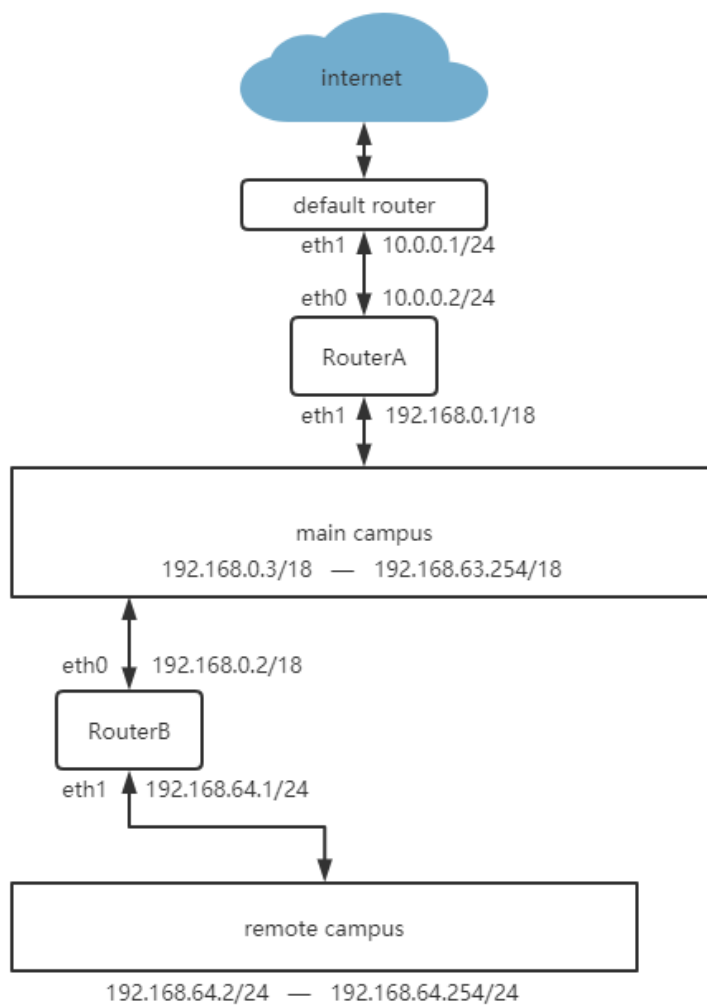 internet
default router
eth1 10.0.0.1/24
eth0 10.0.0.2/24
RouterA
eth1 192.168.0.1/18
main campus
192.168.0.3/18 — 192.168.63.254/18
eth0 192.168.0.2/18
RouterB
eth1 192.168.64.1/24
remote campus
192.168.64.2/24 — 192.168.64.254/24